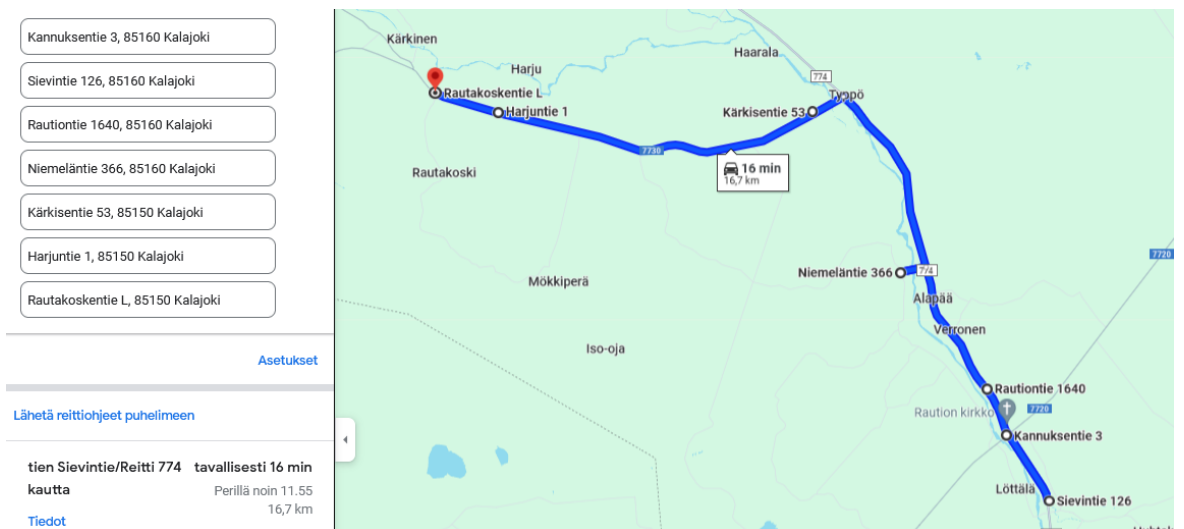 Kannuksentie 3, 85160 Kalajoki
Sievintie 126, 85160 Kalajoki
Rautiontie 1640, 85160 Kalajoki
Niemeläntie 366, 85160 Kalajoki
Kärkisentie 53, 85150 Kalajoki
Harjuntie 1, 85150 Kalajoki
Rautakoskentie L, 85150 Kalajoki
Asetukset
Lähetä reittiohjeet puhelimeen
tien Sievintie/Reitti 774 tavallisesti 16 min
kautta Perillä noin 11.55
16,7 km
Tiedot
Kärkinen
Haarala
Harju
774
Rautakoskentie L
Typpö
Harjuntie 1
Kärkisentie 53
7730
16 min
16,7 km
Rautakoski
7720
Niemeläntie 366
774
Mökkiperä
Alapää
Verronen
Iso-oja
Rautiontie 1640
Raution kirkko
7720
Kannuksentie 3
Löttälä
Sievintie 126